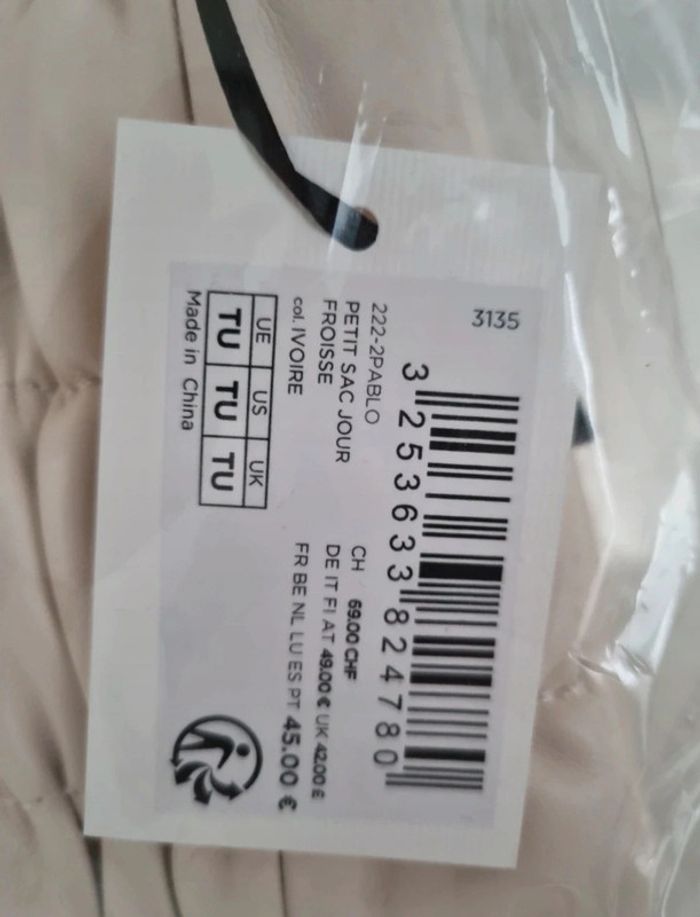 3135
3 253633 824780
222-2PABLO
PETIT SAC JOUR
FROISSE
col. IVOIRE
CH 69.00 CHF
DE IT FI AT 49.00 € UK 42.00 £
FR BE NL LU ES PT 45.00 €
UE US UK
TU TU TU
Made in China